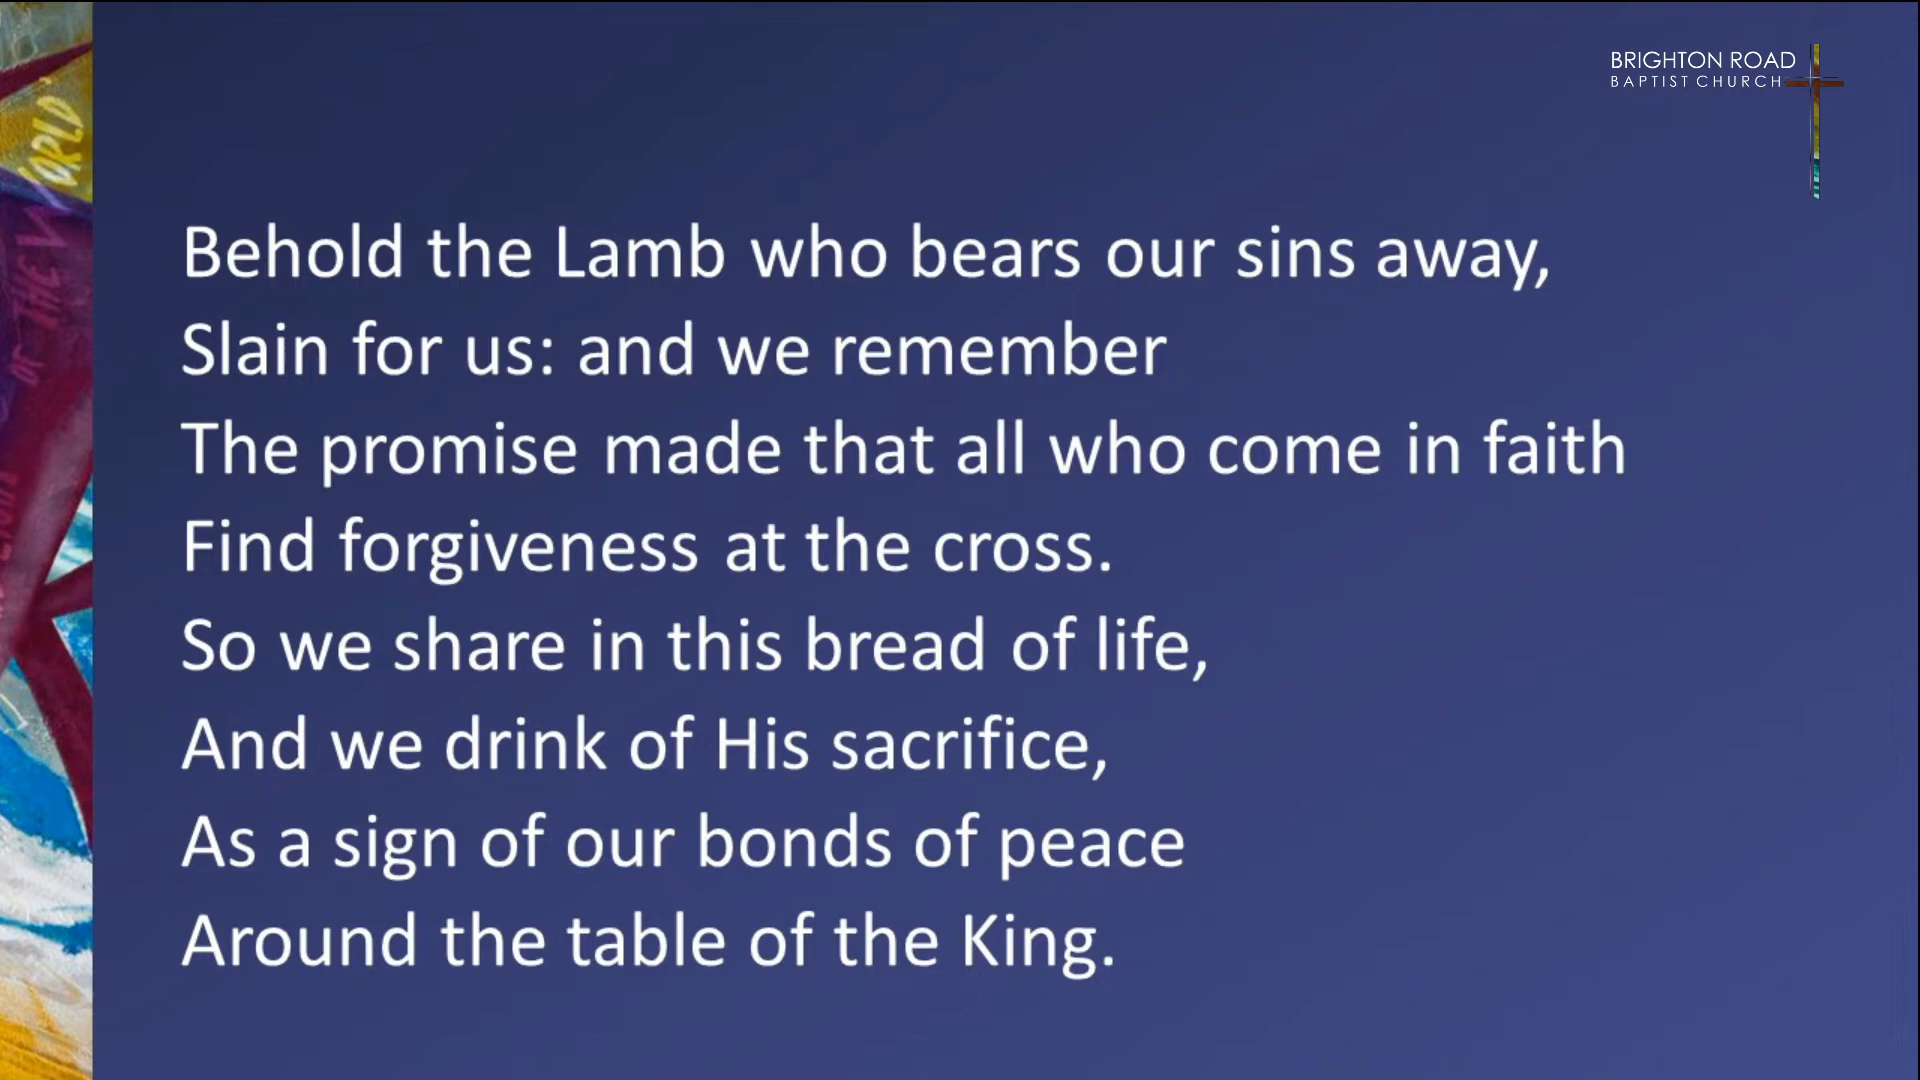 BRIGHTON ROAD
BAPTIST CHURCH
Behold the Lamb who bears our sins away,
Slain for us: and we remember
The promise made that all who come in faith
Find forgiveness at the cross.
So we share in this bread of life,
And we drink of His sacrifice,
As a sign of our bonds of peace
Around the table of the King.
OF THE W
ORLD